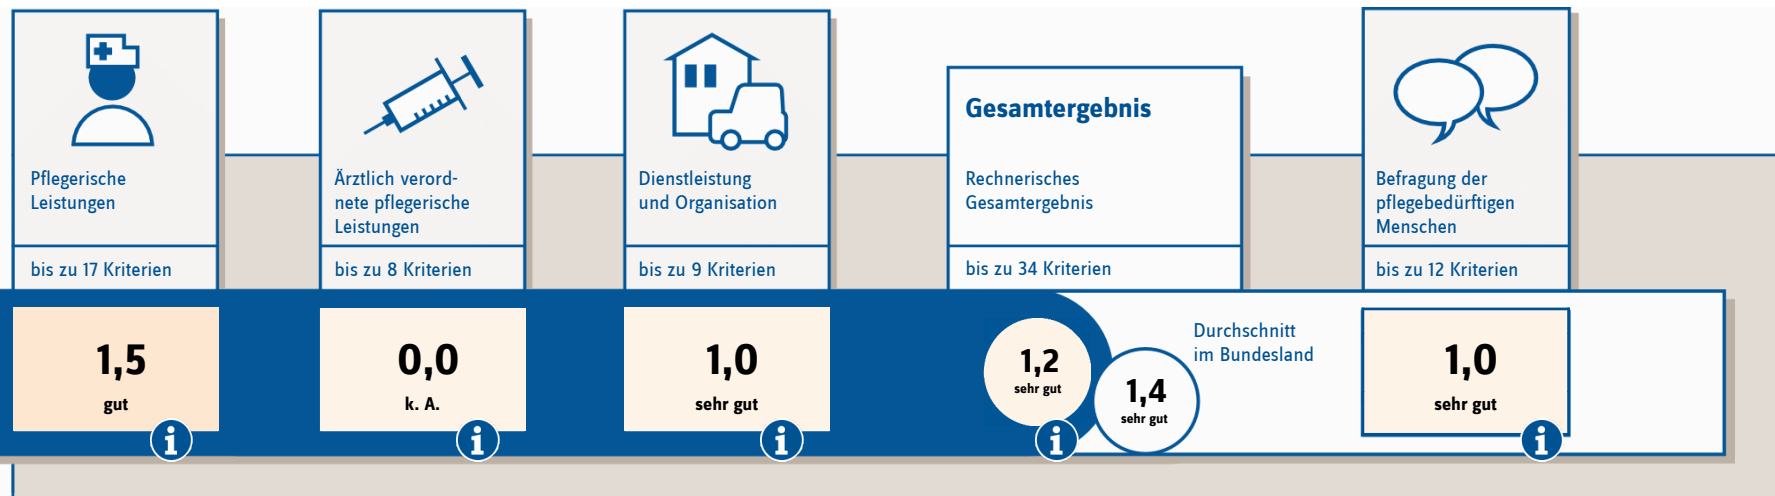 Pflegerische
Leistungen
bis zu 17 Kriterien
1,5
gut
Ärztlich verord-
nete pflegerische
Leistungen
bis zu 8 Kriterien
0,0
k. A.
Dienstleistung
und Organisation
bis zu 9 Kriterien
1,0
sehr gut
Gesamtergebnis
Rechnerisches
Gesamtergebnis
bis zu 34 Kriterien
1,2
sehr gut
1,4
sehr gut
Durchschnitt
im Bundesland
Befragung der
pflegebedürftigen
Menschen
bis zu 12 Kriterien
1,0
sehr gut